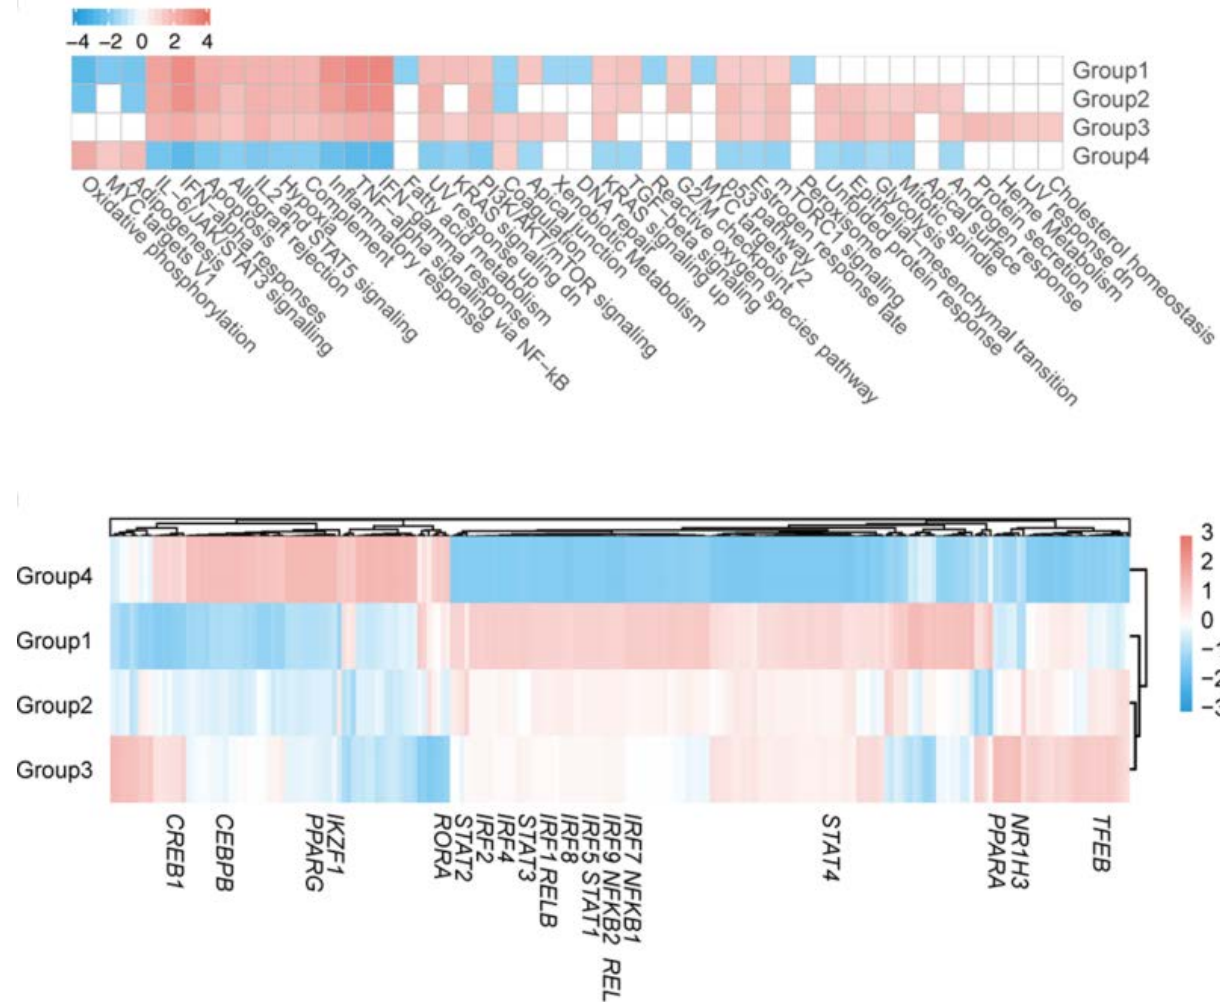 −4 −2 0 2 4
Group1
Group2
Group3
Group4
Oxidative phosphorylation
MYC targets V1
Adipogenesis
IL−6/JAK/STAT3 signalling
IFN−alpha responses
Apoptosis
Allograft rejection
IL2 and STAT5 signaling
Hypoxia
Complement
Inflammatory response
TNF−alpha signaling via NF−kB
IFN−gamma response
Fatty acid metabolism
UV response up
KRAS signaling dn
PI3K/AKT/mTOR signaling
Coagulation
Apical junction
Xenobiotic Metabolism
DNA repair
KRAS signaling up
TGF−beta signaling
Reactive oxygen species pathway
G2/M checkpoint
MYC targets V2
p53 pathway
Estrogen response late
mTORC1 signaling
Peroxisome
Unfolded protein response
Epithelial−mesenchymal transition
Glycolysis
Mitotic spindle
Apical surface
Androgen response
Protein secretion
Heme Metabolism
UV response dn
Cholesterol homeostasis
Group4
Group1
Group2
Group3
3
2
1
0
−1
−2
−3
CREB1
CEBPB
PPARG
IKZF1
RORA
STAT2
IRF2
IRF4
STAT3
IRF1 RELB
IRF8
IRF5 STAT1
IRF9 NFKB2 REL
IRF7 NFKB1
STAT4
PPARA
NR1H3
TFEB